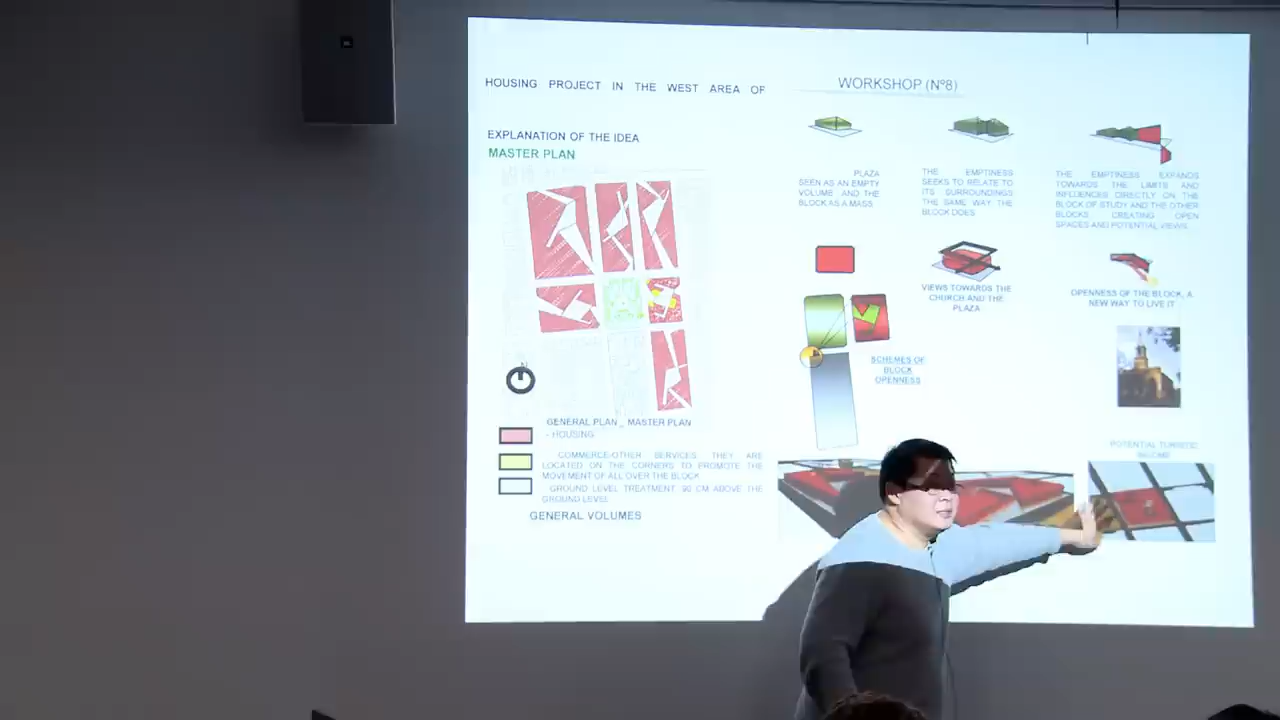 HOUSING PROJECT IN THE WEST AREA OF
WORKSHOP (Nº8)
EXPLANATION OF THE IDEA
MASTER PLAN
PLAZA
SEEN AS AN EMPTY
VOLUME AND THE
BLOCK AS A MASS
THE EMPTINESS
SEEKS TO RELATE TO
ITS SURROUNDINGS
THE SAME WAY THE
BLOCK DOES
THE EMPTINESS EXPANDS
TOWARDS THE LIMITS AND
INFLUENCES DIRECTLY ON THE
BLOCK OF STUDY AND THE OTHER
BLOCKS CREATING OPEN
SPACES AND POTENTIAL VIEWS
VIEWS TOWARDS THE
CHURCH AND THE
PLAZA
OPENNESS OF THE BLOCK, A
NEW WAY TO LIVE IT
SCHEMES OF
BLOCK
OPENNESS
N
GENERAL PLAN _ MASTER PLAN
- HOUSING
COMMERCE-OTHER SERVICES THEY ARE
LOCATED ON THE CORNERS TO PROMOTE THE
MOVEMENT OF ALL OVER THE BLOCK
GROUND LEVEL TREATMENT 90 CM ABOVE THE
GROUND LEVEL
GENERAL VOLUMES
POTENTIAL TURISTIC
INCOME